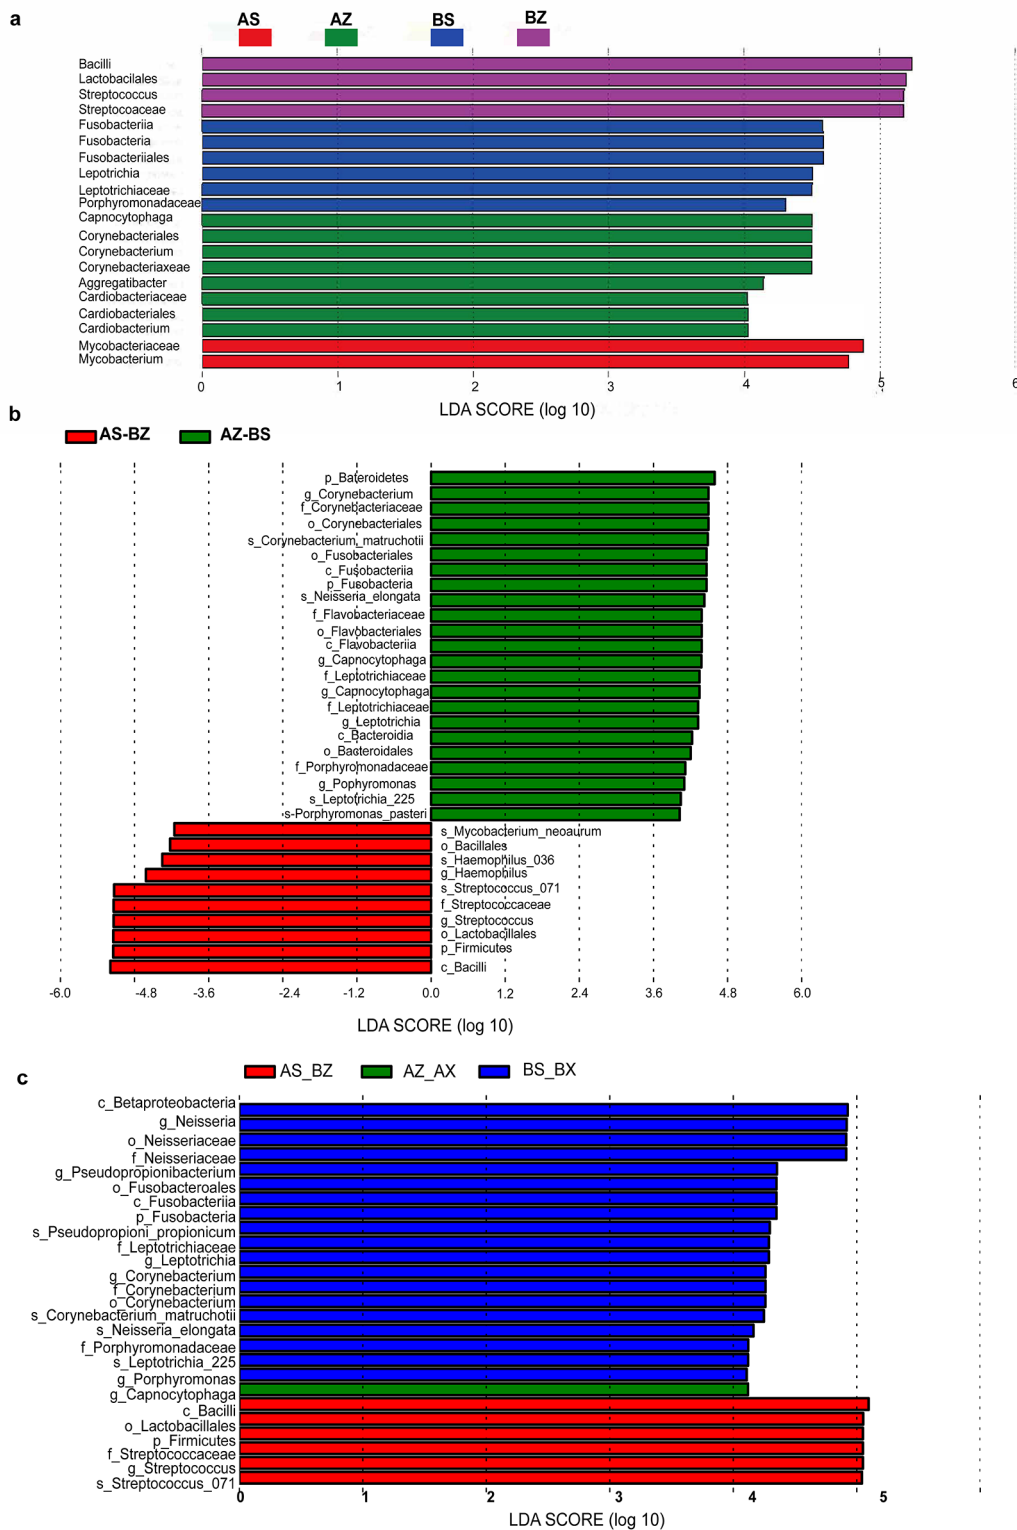 a
AS AZ BS BZ
Bacilli
Lactobacilales
Streptococcus
Streptocoaceae
Fusobacteriia
Fusobacteria
Fusobacteriiales
Lepotrichia
Leptotrichiaceae
Porphyromonadaceae
Capnocytophaga
Corynebacteriales
Corynebacterium
Corynebacteriaxeae
Aggregatibacter
Cardiobacteriaceae
Cardiobacteriales
Cardiobacterium
Mycobacteriaceae
Mycobacterium
0 1 2 3 4 5 6
LDA SCORE (log 10)
b
AS-BZ AZ-BS
p_Bateroidetes
g_Corynebacterium
f_Corynebacteriaceae
o_Corynebacteriales
s_Corynebacterium_matruchotii
o_Fusobacteriales
c_Fusobacteriia
p_Fusobacteria
s_Neisseria_elongata
f_Flavobacteriaceae
o_Flavobacteriales
c_Flavobacteriia
g_Capnocytophaga
f_Leptotrichiaceae
g_Capnocytophaga
f_Leptotrichiaceae
g_Leptotrichia
c_Bacteroidia
o_Bacteroidales
f_Porphyromonadaceae
g_Pophyromonas
s_Leptotrichia_225
s-Porphyromonas_pasteri
s_Mycobacterium_neoaurum
o_Bacillales
s_Haemophilus_036
g_Haemophilus
s_Streptococcus_071
f_Streptococcaceae
g_Streptococcus
o_Lactobacillales
p_Firmicutes
c_Bacilli
-6.0 -4.8 -3.6 -2.4 -1.2 0.0 1.2 2.4 3.6 4.8 6.0
LDA SCORE (log 10)
c
AS_BZ AZ_AX BS_BX
c_Betaproteobacteria
g_Neisseria
o_Neisseriaceae
f_Neisseriaceae
g_Pseudopropionibacterium
o_Fusobacteroales
c_Fusobacteriia
p_Fusobacteria
s_Pseudopropioni_propionicum
f_Leptotrichiaceae
g_Leptotrichia
g_Corynebacterium
f_Corynebacterium
o_Corynebacterium
s_Corynebacterium_matruchotii
s_Neisseria_elongata
f_Porphyromonadaceae
s_Leptotrichia_225
g_Porphyromonas
g_Capnocytophaga
c_Bacilli
o_Lactobacillales
p_Firmicutes
f_Streptococcaceae
g_Streptococcus
s_Streptococcus_071
0 1 2 3 4 5
LDA SCORE (log 10)